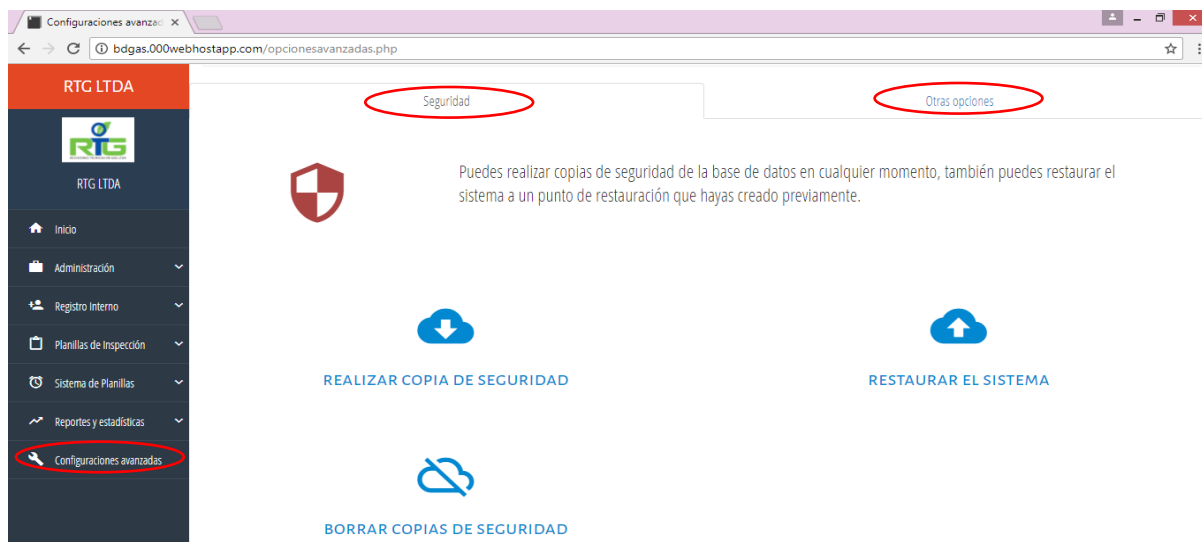 Configuraciones avanzad
bdgas.000webhostapp.com/opcionesavanzadas.php
RTG LTDA
RTG
RTG LTDA
Inicio
Administración
Registro Interno
Planillas de Inspección
Sistema de Planillas
Reportes y estadísticas
Configuraciones avanzadas
Seguridad
Otras opciones
Puedes realizar copias de seguridad de la base de datos en cualquier momento, también puedes restaurar el
sistema a un punto de restauración que hayas creado previamente.
REALIZAR COPIA DE SEGURIDAD
RESTAURAR EL SISTEMA
BORRAR COPIAS DE SEGURIDAD